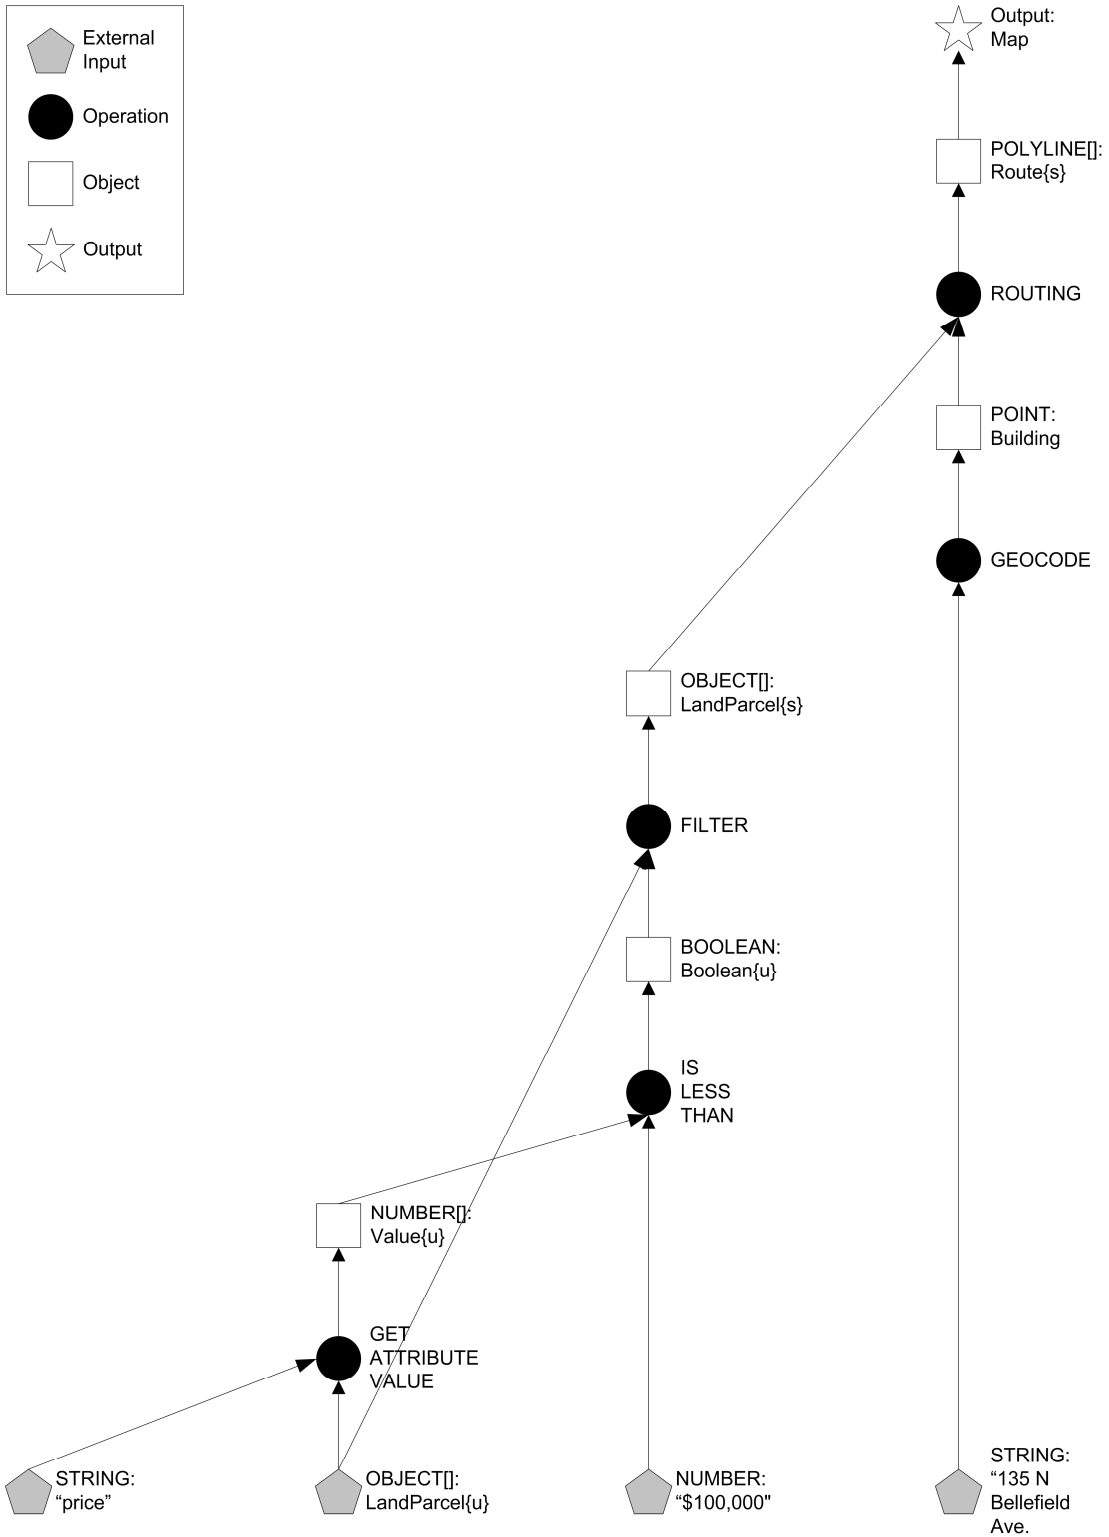 External
Input
Operation
Object
Output
Output:
Map
POLYLINE[]:
Route{s}
ROUTING
POINT:
Building
GEOCODE
OBJECT[]:
LandParcel{s}
FILTER
BOOLEAN:
Boolean{u}
IS
LESS
THAN
NUMBER[]:
Value{u}
GET
ATTRIBUTE
VALUE
STRING:
“price”
OBJECT[]:
LandParcel{u}
NUMBER:
“$100,000"
STRING:
“135 N
Bellefield
Ave.